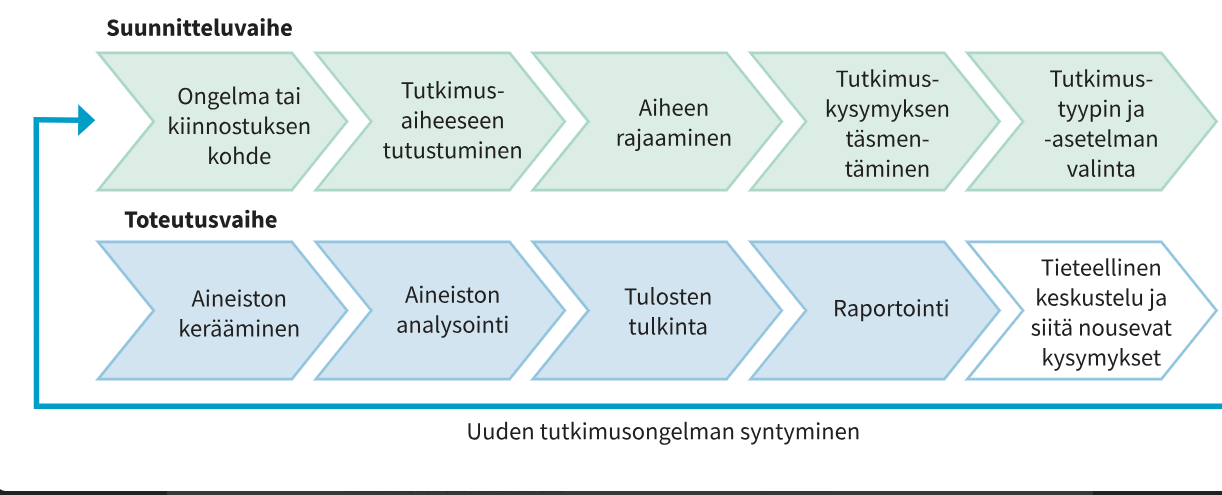 Suunnitteluvaihe
Ongelma tai
kiinnostuksen
kohde
Tutkimus-
aiheeseen
tutustuminen
Aiheen
rajaaminen
Tutkimus-
kysymyksen
täsmen-
täminen
Tutkimus-
tyypin ja
-asetelman
valinta
Toteutusvaihe
Aineiston
kerääminen
Aineiston
analysointi
Tulosten
tulkinta
Raportointi
Tieteellinen
keskustelu ja
siitä nousevat
kysymykset
Uuden tutkimusongelman syntyminen